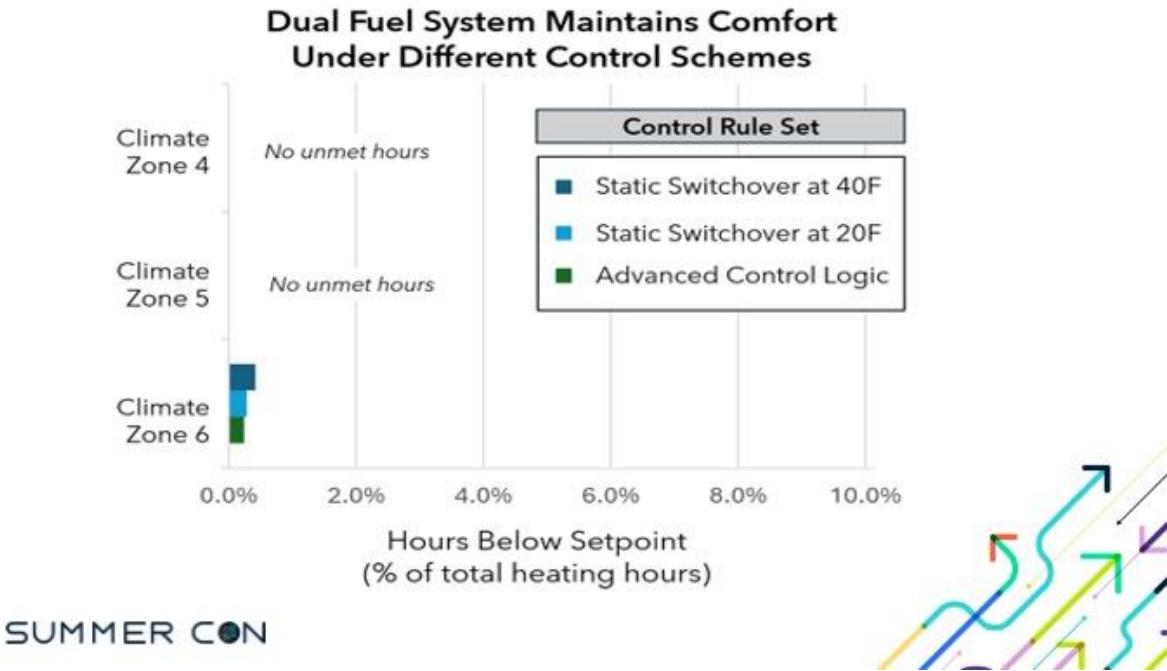 Dual Fuel System Maintains Comfort
Under Different Control Schemes
Climate
Zone 4
No unmet hours
Control Rule Set
Static Switchover at 40F
Static Switchover at 20F
Advanced Control Logic
Climate
Zone 5
No unmet hours
Climate
Zone 6
0.0% 2.0% 4.0% 6.0% 8.0% 10.0%
Hours Below Setpoint
(% of total heating hours)
SUMMER CON